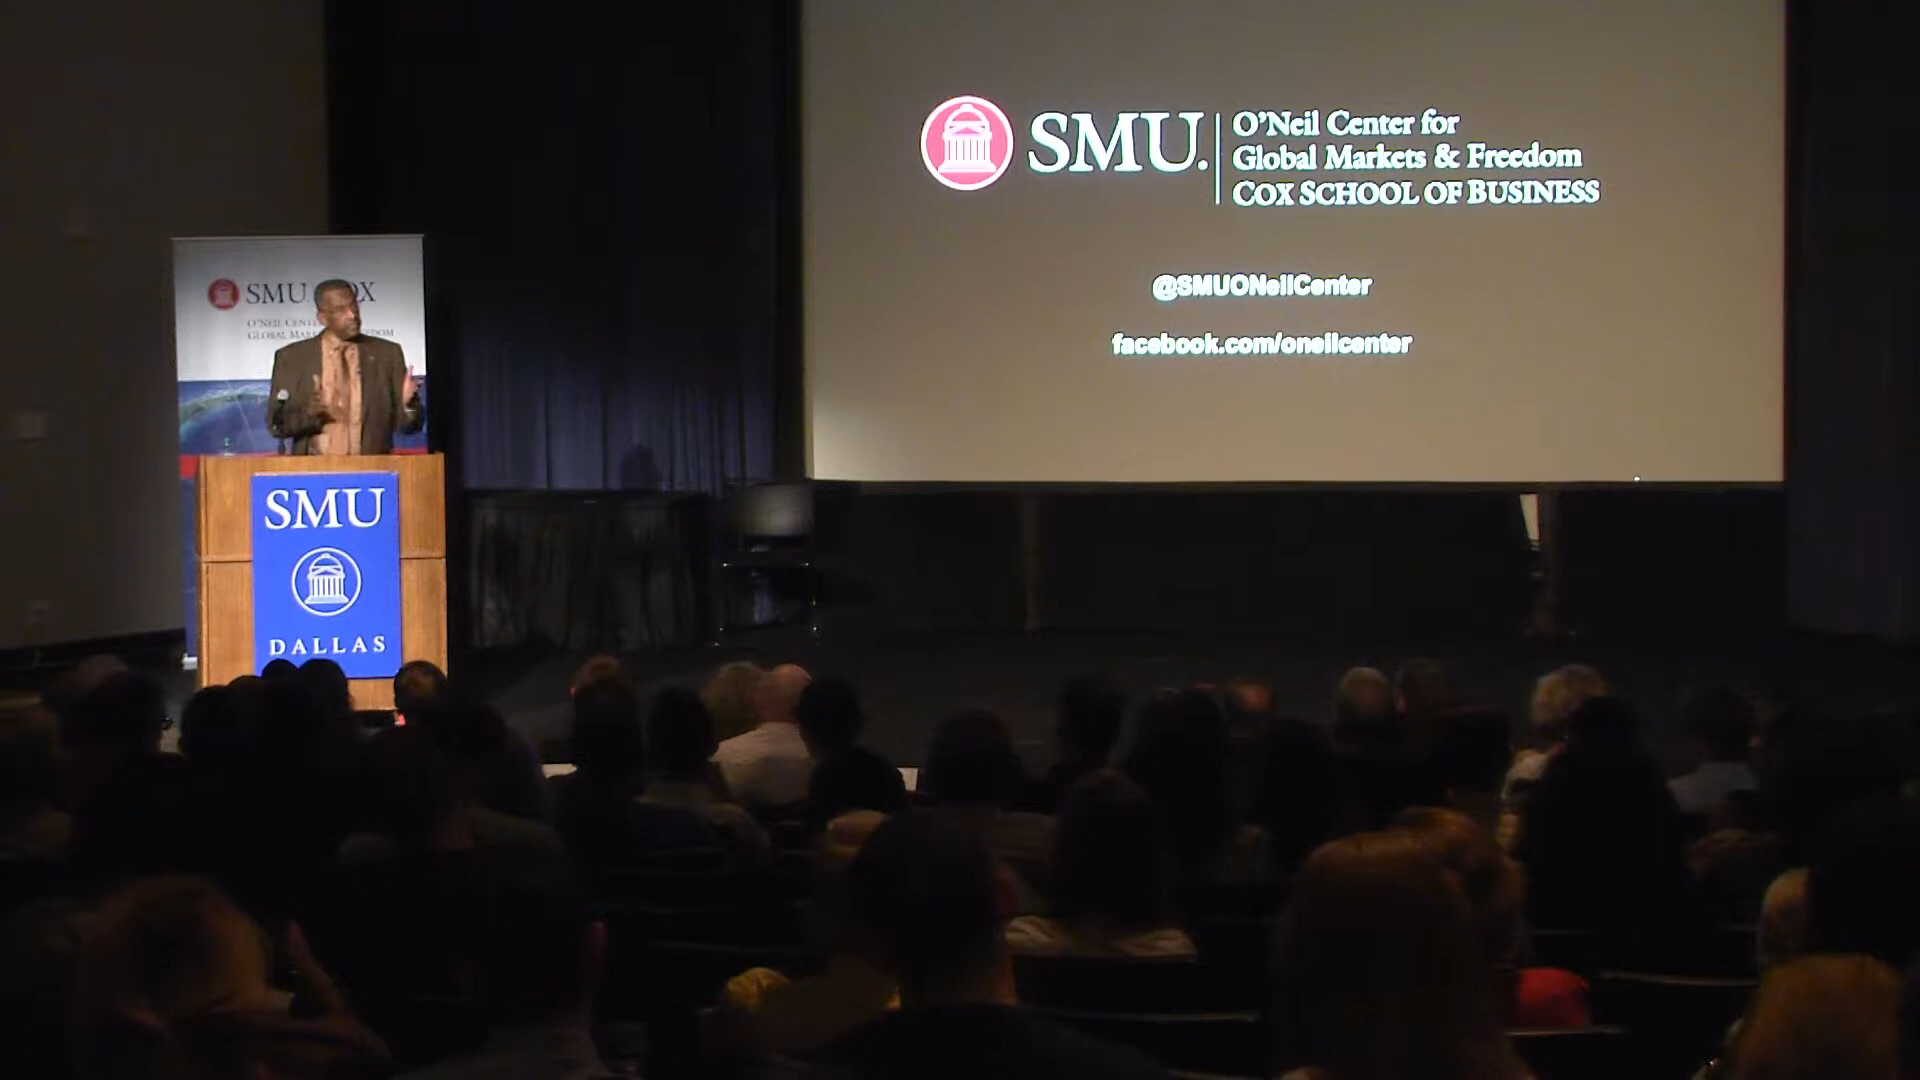 SMU.
O'Neil Center for
Global Markets & Freedom
COX SCHOOL OF BUSINESS
@SMUONeilCenter
facebook.com/oneilcenter
SMU
SMU
DALLAS